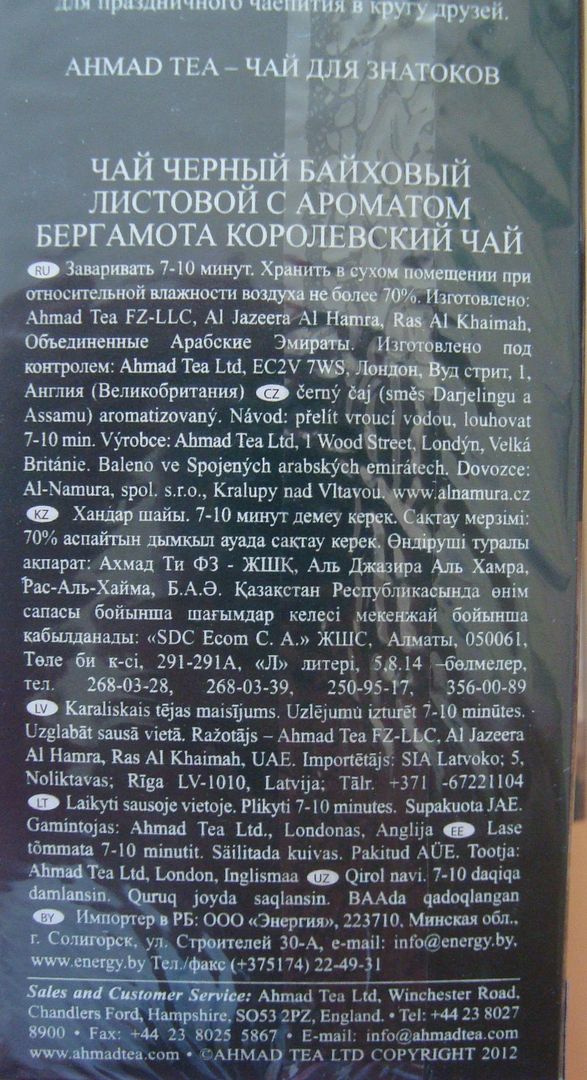 для праздничного чаепития в кругу друзей.
AHMAD TEA – ЧАЙ ДЛЯ ЗНАТОКОВ
ЧАЙ ЧЕРНЫЙ БАЙХОВЫЙ
ЛИСТОВОЙ С АРОМАТОМ
БЕРГАМОТА КОРОЛЕВСКИЙ ЧАЙ
RU Заваривать 7-10 минут. Хранить в сухом помещении при
относительной влажности воздуха не более 70%. Изготовлено:
Ahmad Tea FZ-LLC, Al Jazeera Al Hamra, Ras Al Khaimah,
Объединенные Арабские Эмираты. Изготовлено под
контролем: Ahmad Tea Ltd, EC2V 7WS, Лондон, Вуд стрит, 1,
Англия (Великобритания) CZ černý čaj (směs Darjelingu a
Assamu) aromatizovaný. Návod: přelít vroucí vodou, louhovat
7-10 min. Výrobce: Ahmad Tea Ltd, 1 Wood Street, Londýn, Velká
Británie. Baleno ve Spojených arabských emirátech. Dovozce:
Al-Namura, spol. s.r.o., Kralupy nad Vltavou. www.alnamura.cz
KZ Хандар шайы. 7-10 минут демеу керек. Сақтау мерзімі:
70% аспайтын дымқыл ауада сақтау керек. Өндіруші туралы
ақпарат: Ахмад Ти ФЗ - ЖШҚ, Аль Джазира Аль Хамра,
Рас-Аль-Хайма, Б.А.Ә. Қазақстан Республикасында өнім
сапасы бойынша шағымдар келесі мекенжай бойынша
қабылданады: «SDC Ecom C. A.» ЖШС, Алматы, 050061,
Төле би к-сі, 291-291А, «Л» литері, 5.8.14 –бөлмелер,
тел. 268-03-28, 268-03-39, 250-95-17, 356-00-89
LV Karaliskais tējas maisījums. Uzlējumu izturēt 7-10 minūtes.
Uzglabāt sausā vietā. Ražotājs – Ahmad Tea FZ-LLC, Al Jazeera
Al Hamra, Ras Al Khaimah, UAE. Importētājs: SIA Latvoko; 5,
Noliktavas; Rīga LV-1010, Latvija; Tālr. +371 -67221104
LT Laikyti sausoje vietoje. Plikyti 7-10 minutes. Supakuota JAE.
Gamintojas: Ahmad Tea Ltd., Londonas, Anglija EE Lase
tõmmata 7-10 minutit. Säilitada kuivas. Pakitud AÜE. Tootja:
Ahmad Tea Ltd, London, Inglismaa UZ Qirol navi. 7-10 daqiqa
damlansin. Quruq joyda saqlansin. BAAda qadoqlangan
BY Импортер в РБ: ООО «Энергия», 223710, Минская обл.,
г. Солигорск, ул. Строителей 30-А, e-mail: info@energy.by,
www.energy.by Тел./факс (+375174) 22-49-31
Sales and Customer Service: Ahmad Tea Ltd, Winchester Road,
Chandlers Ford, Hampshire, SO53 2PZ, England. • Tel: +44 23 8027
8900 • Fax: +44 23 8025 5867 • E-mail: info@ahmadtea.com
www.ahmadtea.com • ©AHMAD TEA LTD COPYRIGHT 2012